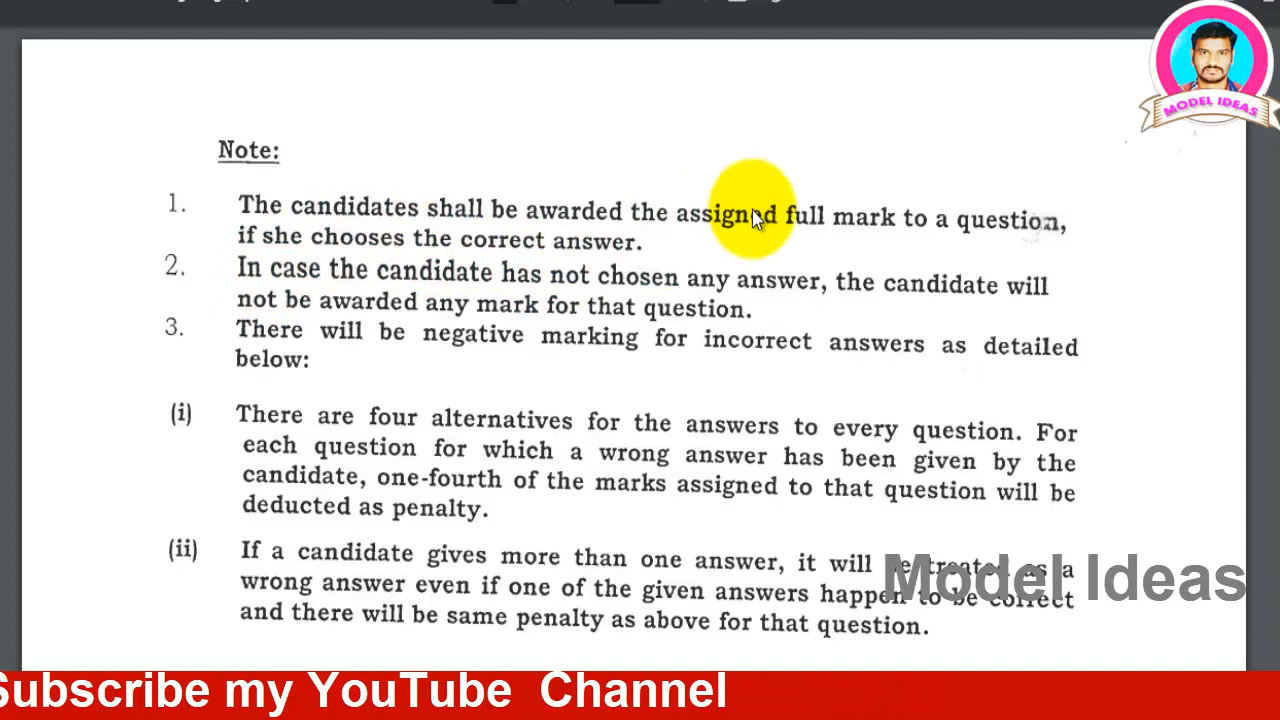 MODEL IDEAS
Note:
1. The candidates shall be awarded the assigned full mark to a question,
if she chooses the correct answer.
2. In case the candidate has not chosen any answer, the candidate will
not be awarded any mark for that question.
3. There will be negative marking for incorrect answers as detailed
below:
(i) There are four alternatives for the answers to every question. For
each question for which a wrong answer has been given by the
candidate, one-fourth of the marks assigned to that question will be
deducted as penalty.
(ii) If a candidate gives more than one answer, it will be treated as a
wrong answer even if one of the given answers happen to be correct
and there will be same penalty as above for that question.
Model Ideas
Subscribe my YouTube Channel